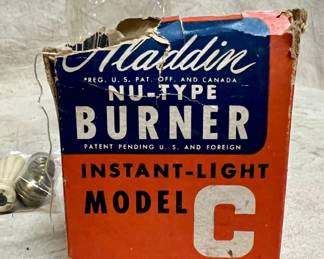 Aladdin
REG. U. S. PAT. OFF. AND CANADA
NU-TYPE
BURNER
PATENT PENDING U. S. AND FOREIGN
INSTANT-LIGHT
MODEL C